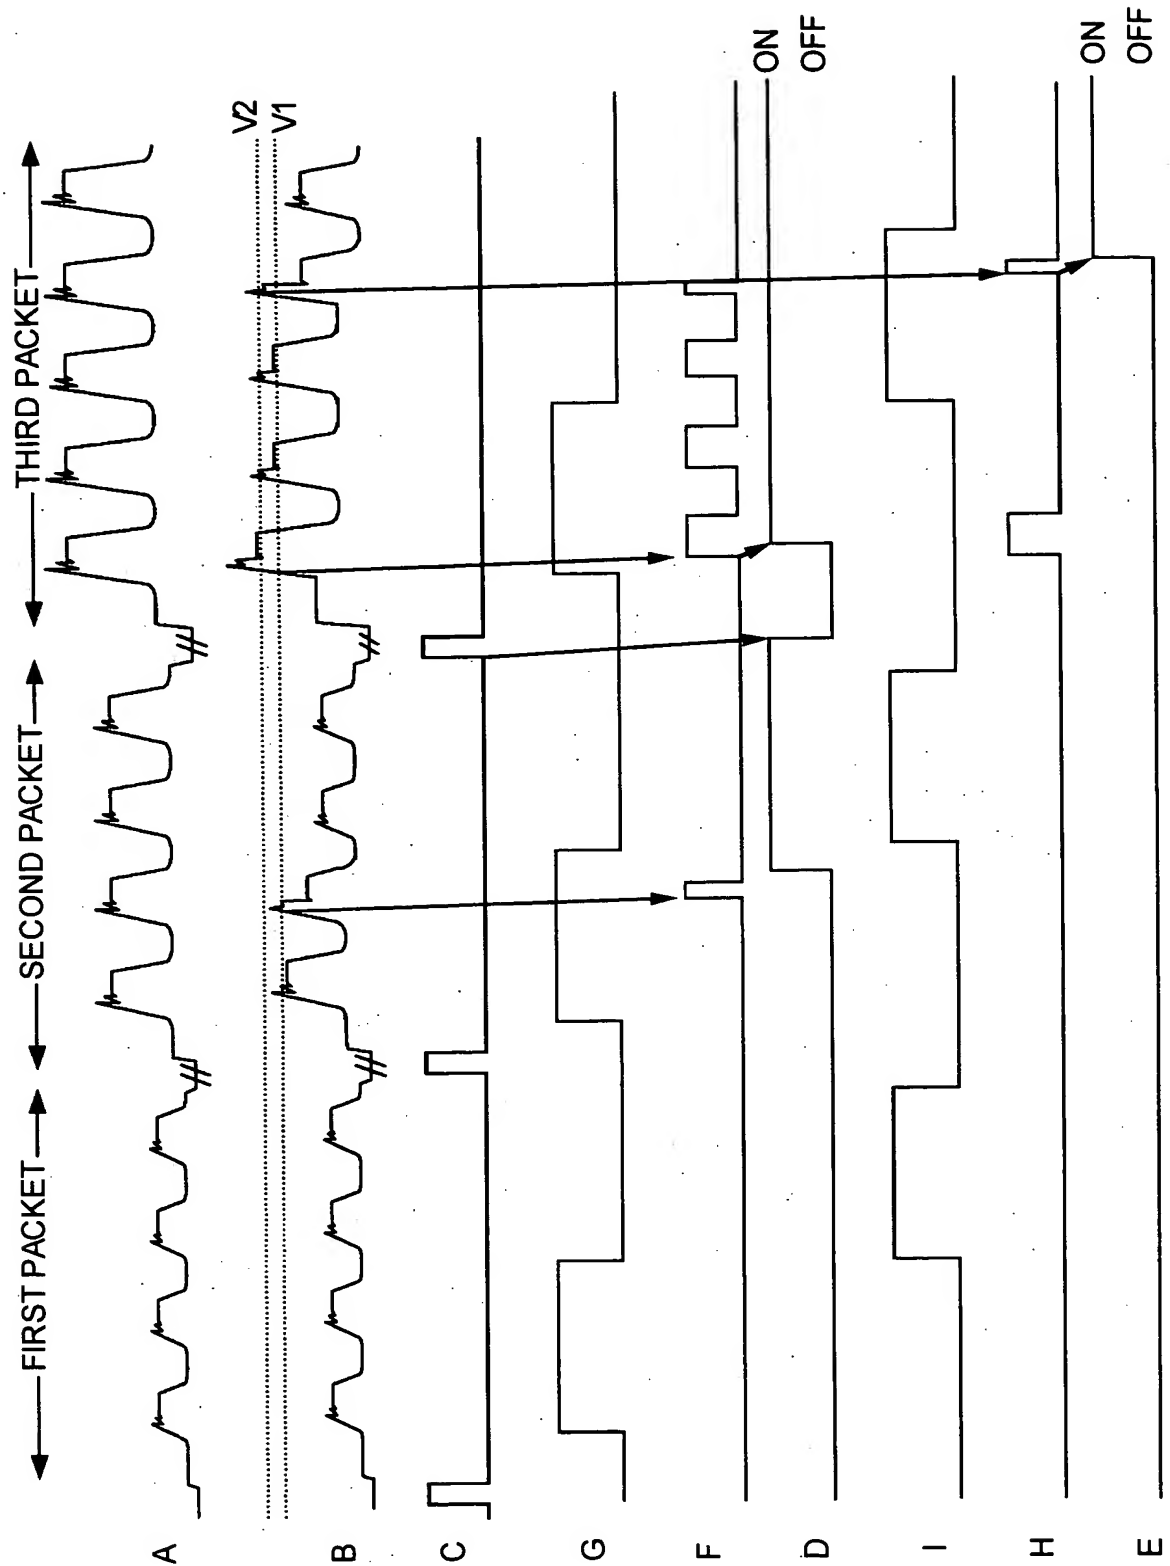 FIRST PACKET
SECOND PACKET
THIRD PACKET
A
V2
V1
B
C
G
F
ON
OFF
D
I
H
ON
OFF
E